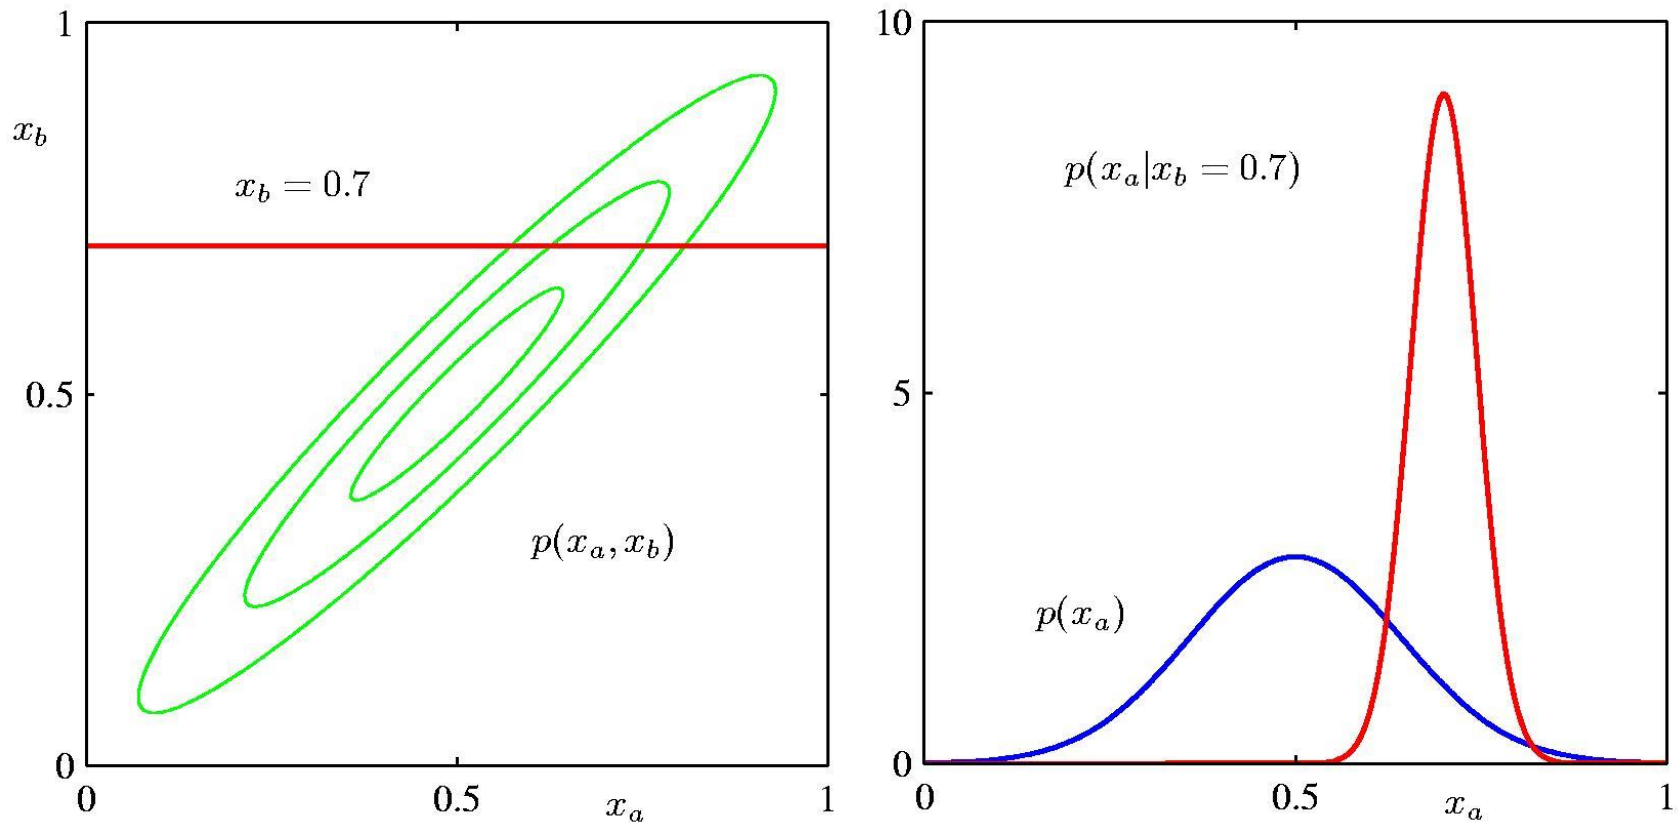 1
x_b
x_b = 0.7
0.5
p(x_a, x_b)
0
0
0.5
x_a
1
10
p(x_a|x_b = 0.7)
5
p(x_a)
0
0
0.5
x_a
1